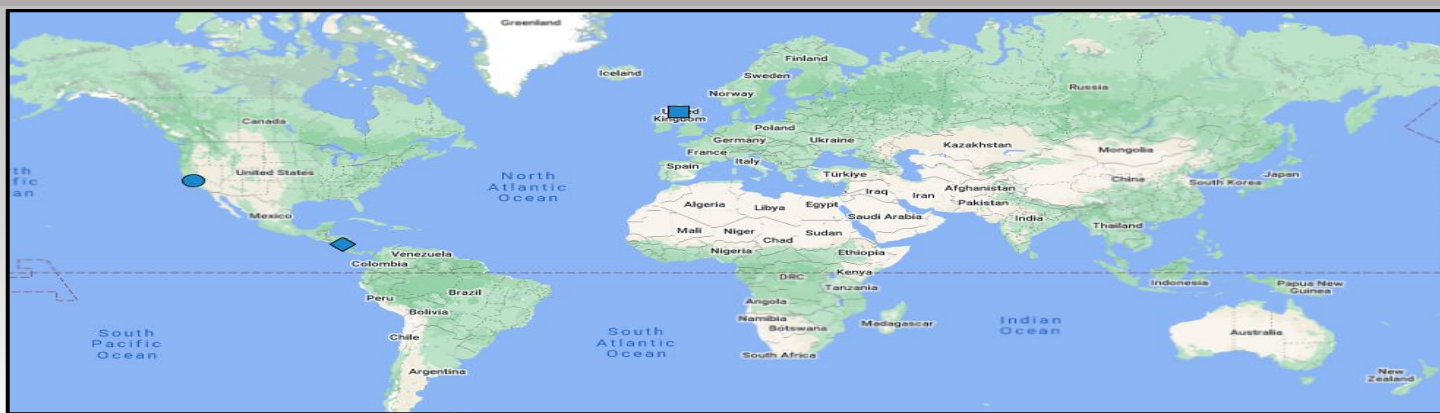 Greenland
Iceland
Finland
Sweden
Norway
Russia
Canada
United
Kingdom
Poland
Germany
Ukraine
France
Kazakhstan
Mongolia
Italy
Spain
Türkiye
United States
North
Atlantic
Ocean
th
fic
an
China
South Korea
Japan
Iraq
Iran
Afghanistan
Pakistan
Algeria
Libya
Egypt
Saudi Arabia
India
Mexico
Mali
Niger
Chad
Sudan
Thailand
Nigeria
Ethiopia
Venezuela
Colombia
DRC
Kenya
Tanzania
Indonesia
Papua New
Guinea
Peru
Brazil
Bolivia
Angola
Namibia
Botswana
Madagascar
Indian
Ocean
Australia
South
Pacific
Ocean
Chile
South
Atlantic
Ocean
South Africa
Argentina
New
Zealand